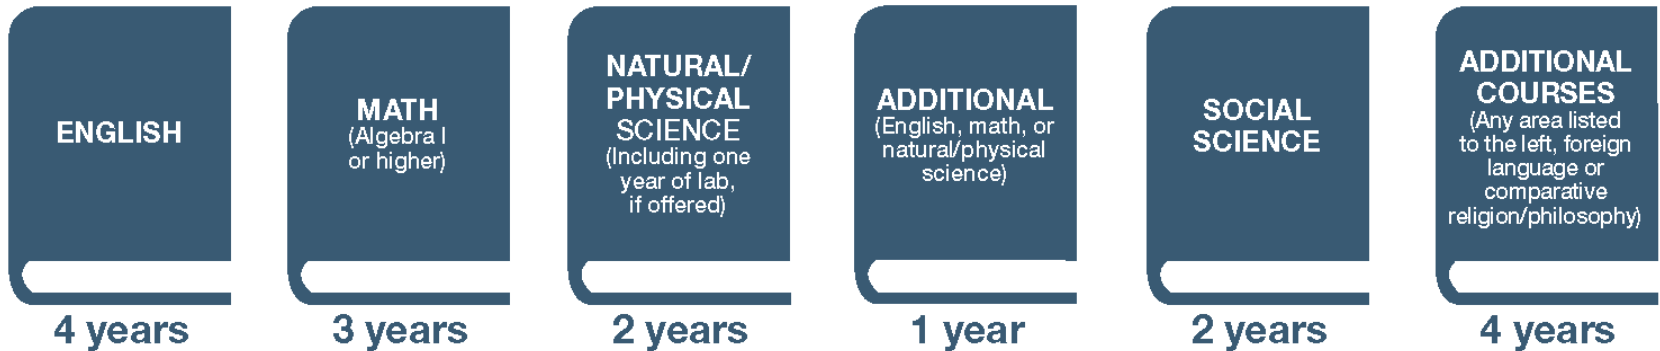 ENGLISH
4 years
MATH
(Algebra I
or higher)
3 years
NATURAL/
PHYSICAL
SCIENCE
(Including one
year of lab,
if offered)
2 years
ADDITIONAL
(English, math, or
natural/physical
science)
1 year
SOCIAL
SCIENCE
2 years
ADDITIONAL
COURSES
(Any area listed
to the left, foreign
language or
comparative
religion/philosophy)
4 years